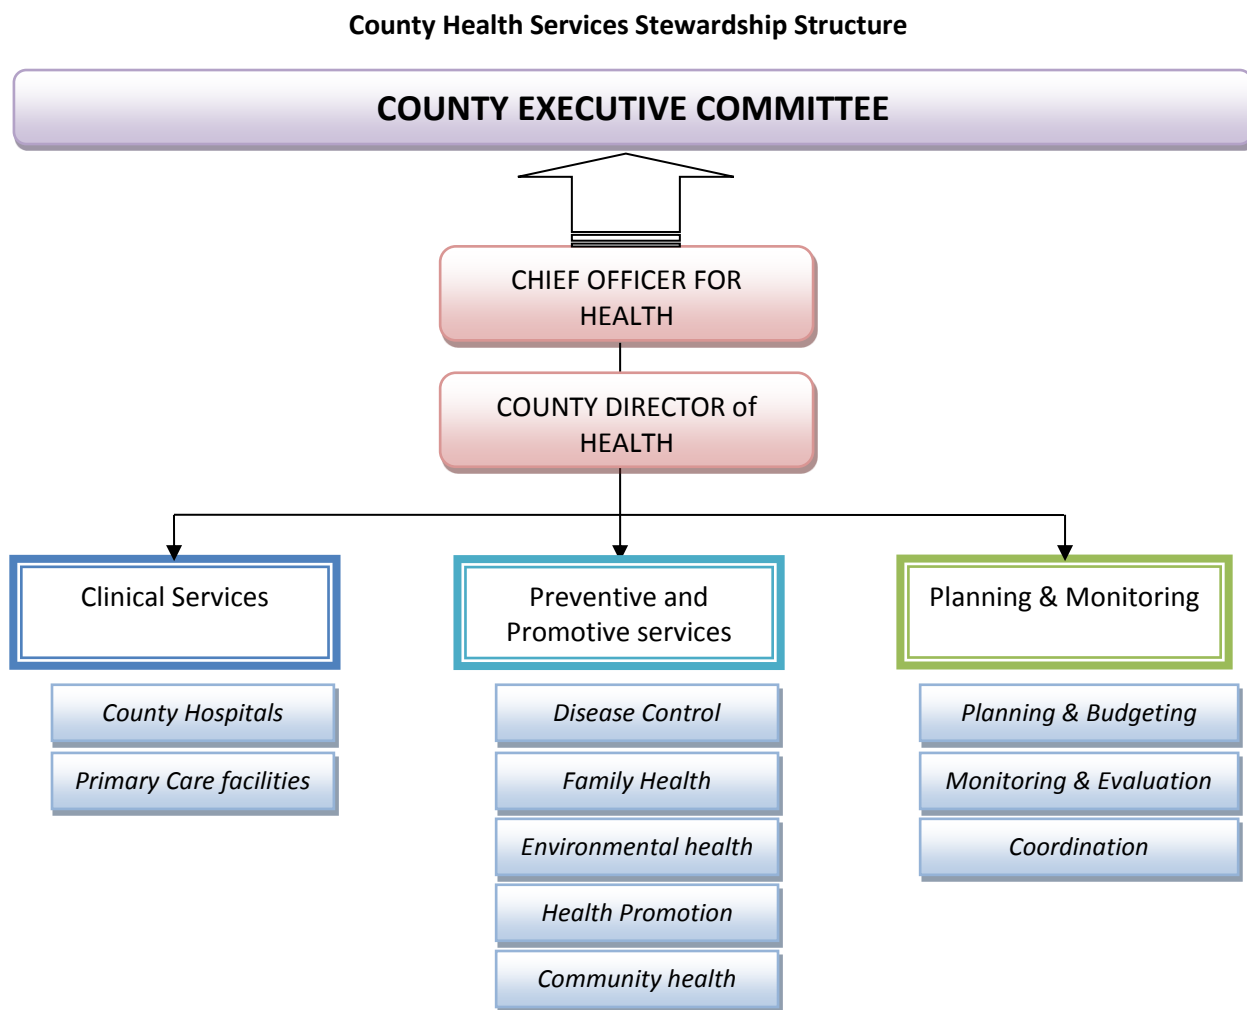 County Health Services Stewardship Structure
COUNTY EXECUTIVE COMMITTEE
CHIEF OFFICER FOR
HEALTH
COUNTY DIRECTOR of
HEALTH
Clinical Services
County Hospitals
Primary Care facilities
Preventive and
Promotive services
Disease Control
Family Health
Environmental health
Health Promotion
Community health
Planning & Monitoring
Planning & Budgeting
Monitoring & Evaluation
Coordination